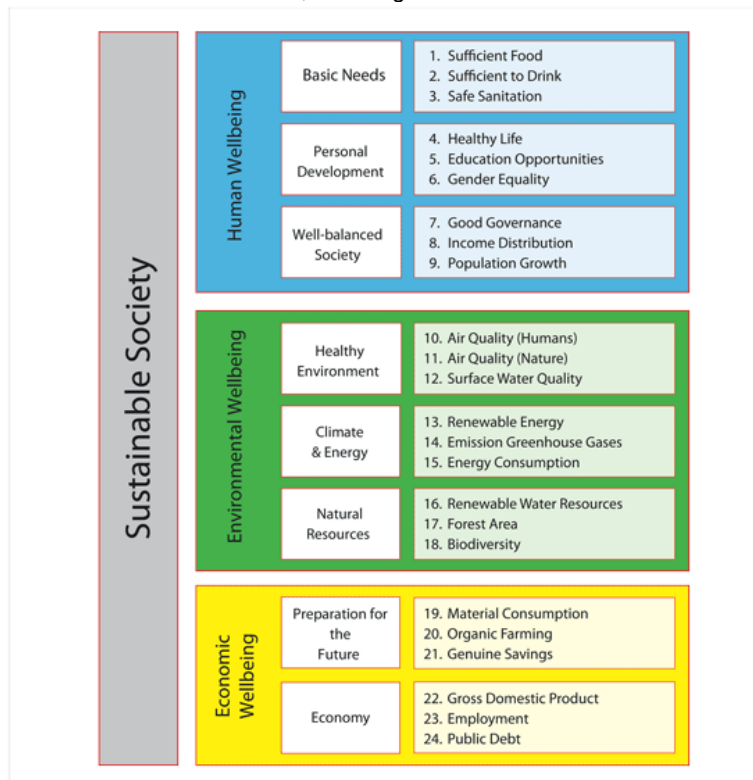 Sustainable Society
Human Wellbeing
Basic Needs
1. Sufficient Food
2. Sufficient to Drink
3. Safe Sanitation
Personal
Development
4. Healthy Life
5. Education Opportunities
6. Gender Equality
Well-balanced
Society
7. Good Governance
8. Income Distribution
9. Population Growth
Environmental Wellbeing
Healthy
Environment
10. Air Quality (Humans)
11. Air Quality (Nature)
12. Surface Water Quality
Climate
& Energy
13. Renewable Energy
14. Emission Greenhouse Gases
15. Energy Consumption
Natural
Resources
16. Renewable Water Resources
17. Forest Area
18. Biodiversity
Economic
Wellbeing
Preparation for
the
Future
19. Material Consumption
20. Organic Farming
21. Genuine Savings
Economy
22. Gross Domestic Product
23. Employment
24. Public Debt